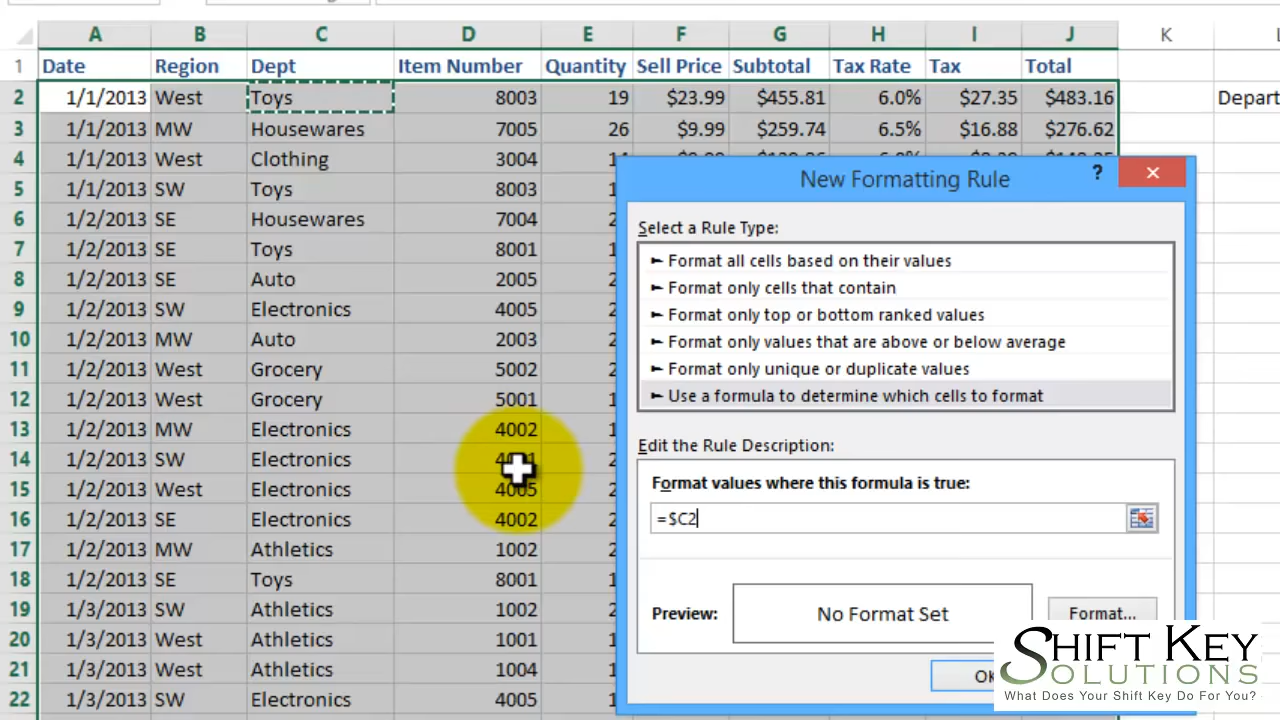 A B C D E F G H I J K
1 Date Region Dept Item Number Quantity Sell Price Subtotal Tax Rate Tax Total
2 1/1/2013 West Toys 8003 19 $23.99 $455.81 6.0% $27.35 $483.16 Depart
3 1/1/2013 MW Housewares 7005 26 $9.99 $259.74 6.5% $16.88 $276.62
4 1/1/2013 West Clothing 3004
5 1/1/2013 SW Toys 8003
6 1/2/2013 SE Housewares 7004
7 1/2/2013 SE Toys 8001
8 1/2/2013 SE Auto 2005
9 1/2/2013 SW Electronics 4005
10 1/2/2013 MW Auto 2003
11 1/2/2013 West Grocery 5002
12 1/2/2013 West Grocery 5001
13 1/2/2013 MW Electronics 4002
14 1/2/2013 SW Electronics
15 1/2/2013 West Electronics 4005
16 1/2/2013 SE Electronics 4002
17 1/2/2013 MW Athletics 1002
18 1/2/2013 SE Toys 8001
19 1/3/2013 SW Athletics 1002
20 1/3/2013 West Athletics 1001
21 1/3/2013 West Athletics 1004
22 1/3/2013 SW Electronics 4005
New Formatting Rule ?
Select a Rule Type:
► Format all cells based on their values
► Format only cells that contain
► Format only top or bottom ranked values
► Format only values that are above or below average
► Format only unique or duplicate values
► Use a formula to determine which cells to format
Edit the Rule Description:
Format values where this formula is true:
=$C2
Preview: No Format Set Format...
OK
SHIFT KEY
SOLUTIONS
What Does Your Shift Key Do For You?